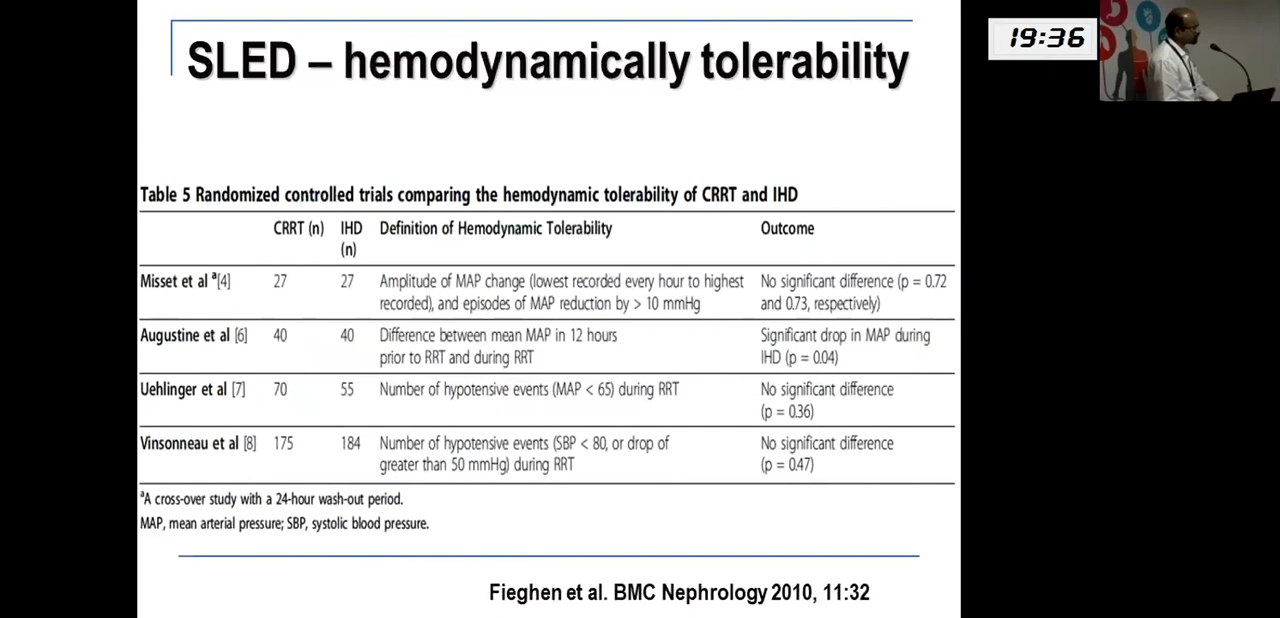 SLED – hemodynamically tolerability
19:36
Table 5 Randomized controlled trials comparing the hemodynamic tolerability of CRRT and IHD
CRRT (n) IHD (n) Definition of Hemodynamic Tolerability Outcome
Misset et al a[4] 27 27 Amplitude of MAP change (lowest recorded every hour to highest No significant difference (p = 0.72
recorded), and episodes of MAP reduction by > 10 mmHg and 0.73, respectively)
Augustine et al [6] 40 40 Difference between mean MAP in 12 hours Significant drop in MAP during
prior to RRT and during RRT IHD (p = 0.04)
Uehlinger et al [7] 70 55 Number of hypotensive events (MAP < 65) during RRT No significant difference
(p = 0.36)
Vinsonneau et al [8] 175 184 Number of hypotensive events (SBP < 80, or drop of No significant difference
greater than 50 mmHg) during RRT (p = 0.47)
aA cross-over study with a 24-hour wash-out period.
MAP, mean arterial pressure; SBP, systolic blood pressure.
Fieghen et al. BMC Nephrology 2010, 11:32